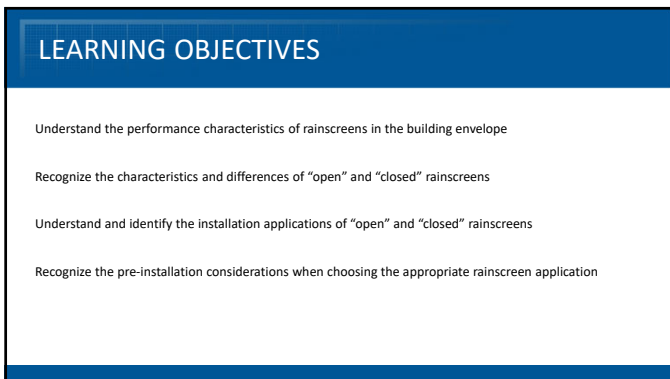 LEARNING OBJECTIVES
Understand the performance characteristics of rainscreens in the building envelope
Recognize the characteristics and differences of “open” and “closed” rainscreens
Understand and identify the installation applications of “open” and “closed” rainscreens
Recognize the pre-installation considerations when choosing the appropriate rainscreen application